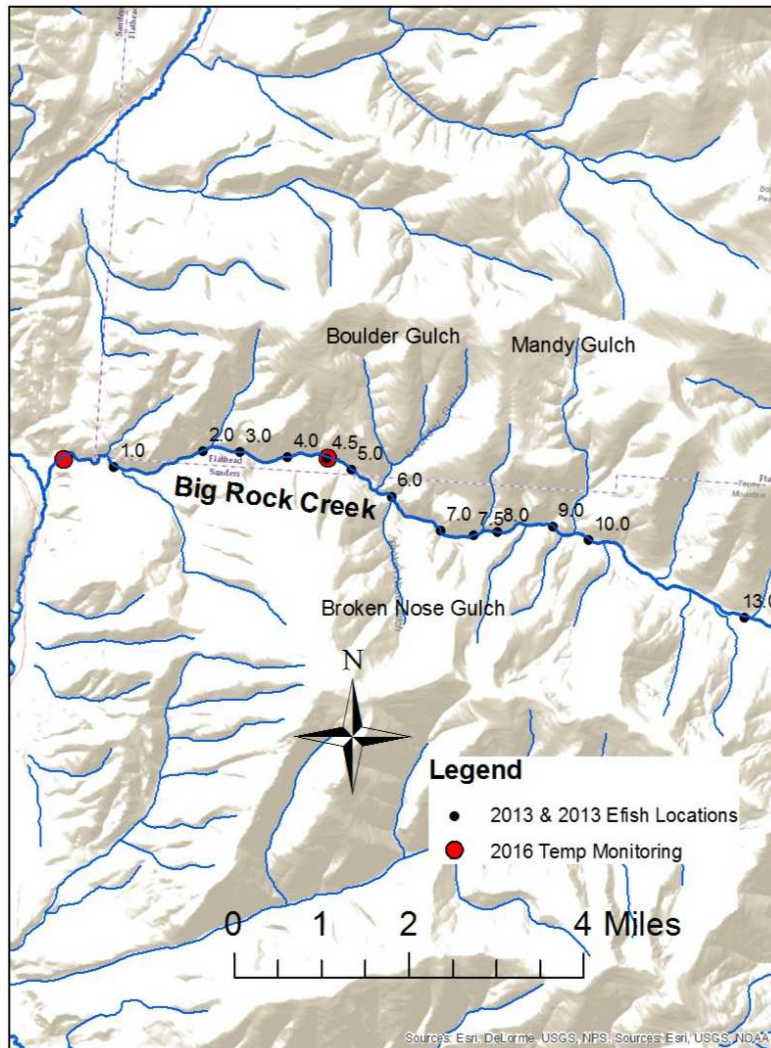 Sanders
Flathead
Boulder Gulch
Mandy Gulch
1.0
2.0
3.0
4.0
4.5
5.0
Flathead
Sanders
Big Rock Creek
6.0
7.0
7.5
8.0
9.0
10.0
13.0
Broken Nose Gulch
N
Legend
2013 & 2013 Efish Locations
2016 Temp Monitoring
0 1 2 4 Miles
Sources: Esri, DeLorme, USGS, NPS. Sources: Esri, USGS, NOAA